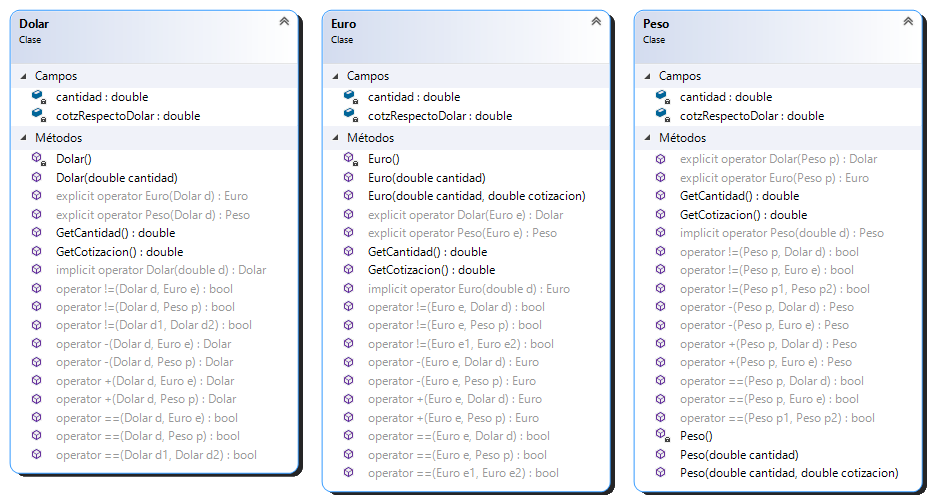 Dolar
Clase
Campos
cantidad : double
cotzRespectoDolar : double
Métodos
Dolar()
Dolar(double cantidad)
explicit operator Euro(Dolar d) : Euro
explicit operator Peso(Dolar d) : Peso
GetCantidad() : double
GetCotizacion() : double
implicit operator Dolar(double d) : Dolar
operator !=(Dolar d, Euro e) : bool
operator !=(Dolar d, Peso p) : bool
operator !=(Dolar d1, Dolar d2) : bool
operator -(Dolar d, Euro e) : Dolar
operator -(Dolar d, Peso p) : Dolar
operator +(Dolar d, Euro e) : Dolar
operator +(Dolar d, Peso p) : Dolar
operator ==(Dolar d, Euro e) : bool
operator ==(Dolar d, Peso p) : bool
operator ==(Dolar d1, Dolar d2) : bool
Euro
Clase
Campos
cantidad : double
cotzRespectoDolar : double
Métodos
Euro()
Euro(double cantidad)
Euro(double cantidad, double cotizacion)
explicit operator Dolar(Euro e) : Dolar
explicit operator Peso(Euro e) : Peso
GetCantidad() : double
GetCotizacion() : double
implicit operator Euro(double d) : Euro
operator !=(Euro e, Dolar d) : bool
operator !=(Euro e, Peso p) : bool
operator !=(Euro e1, Euro e2) : bool
operator -(Euro e, Dolar d) : Euro
operator -(Euro e, Peso p) : Euro
operator +(Euro e, Dolar d) : Euro
operator +(Euro e, Peso p) : Euro
operator ==(Euro e, Dolar d) : bool
operator ==(Euro e, Peso p) : bool
operator ==(Euro e1, Euro e2) : bool
Peso
Clase
Campos
cantidad : double
cotzRespectoDolar : double
Métodos
explicit operator Dolar(Peso p) : Dolar
explicit operator Euro(Peso p) : Euro
GetCantidad() : double
GetCotizacion() : double
implicit operator Peso(double d) : Peso
operator !=(Peso p, Dolar d) : bool
operator !=(Peso p, Euro e) : bool
operator !=(Peso p1, Peso p2) : bool
operator -(Peso p, Dolar d) : Peso
operator -(Peso p, Euro e) : Peso
operator +(Peso p, Dolar d) : Peso
operator +(Peso p, Euro e) : Peso
operator ==(Peso p, Dolar d) : bool
operator ==(Peso p, Euro e) : bool
operator ==(Peso p1, Peso p2) : bool
Peso()
Peso(double cantidad)
Peso(double cantidad, double cotizacion)